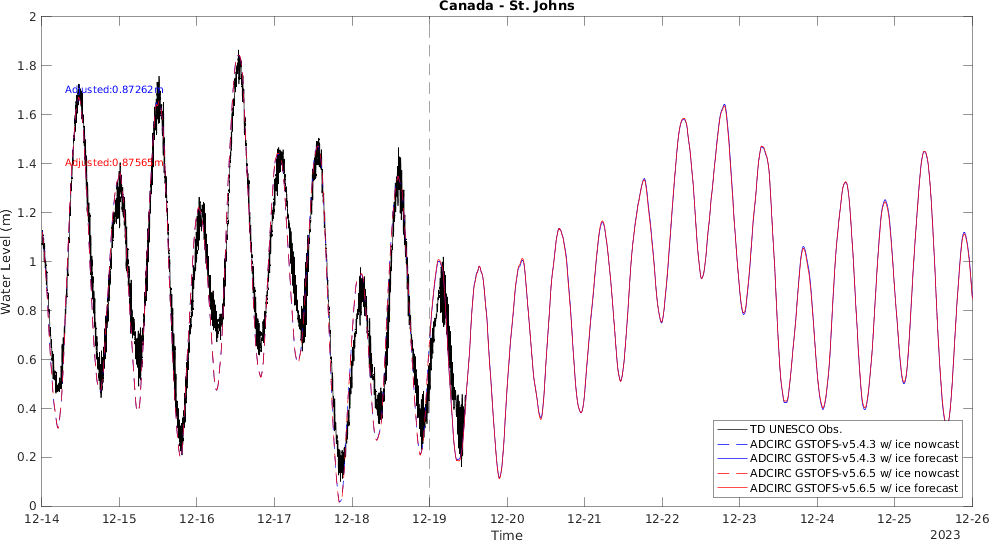 Canada - St. Johns
Water Level (m)
2
1.8
1.6
1.4
1.2
1
0.8
0.6
0.4
0.2
0
Adjusted:0.87262m
Adjusted:0.87565m
TD UNESCO Obs.
ADCIRC GSTOFS-v5.4.3 w/ ice nowcast
ADCIRC GSTOFS-v5.4.3 w/ ice forecast
ADCIRC GSTOFS-v5.6.5 w/ ice nowcast
ADCIRC GSTOFS-v5.6.5 w/ ice forecast
12-14 12-15 12-16 12-17 12-18 12-19 12-20 12-21 12-22 12-23 12-24 12-25 12-26
Time
2023